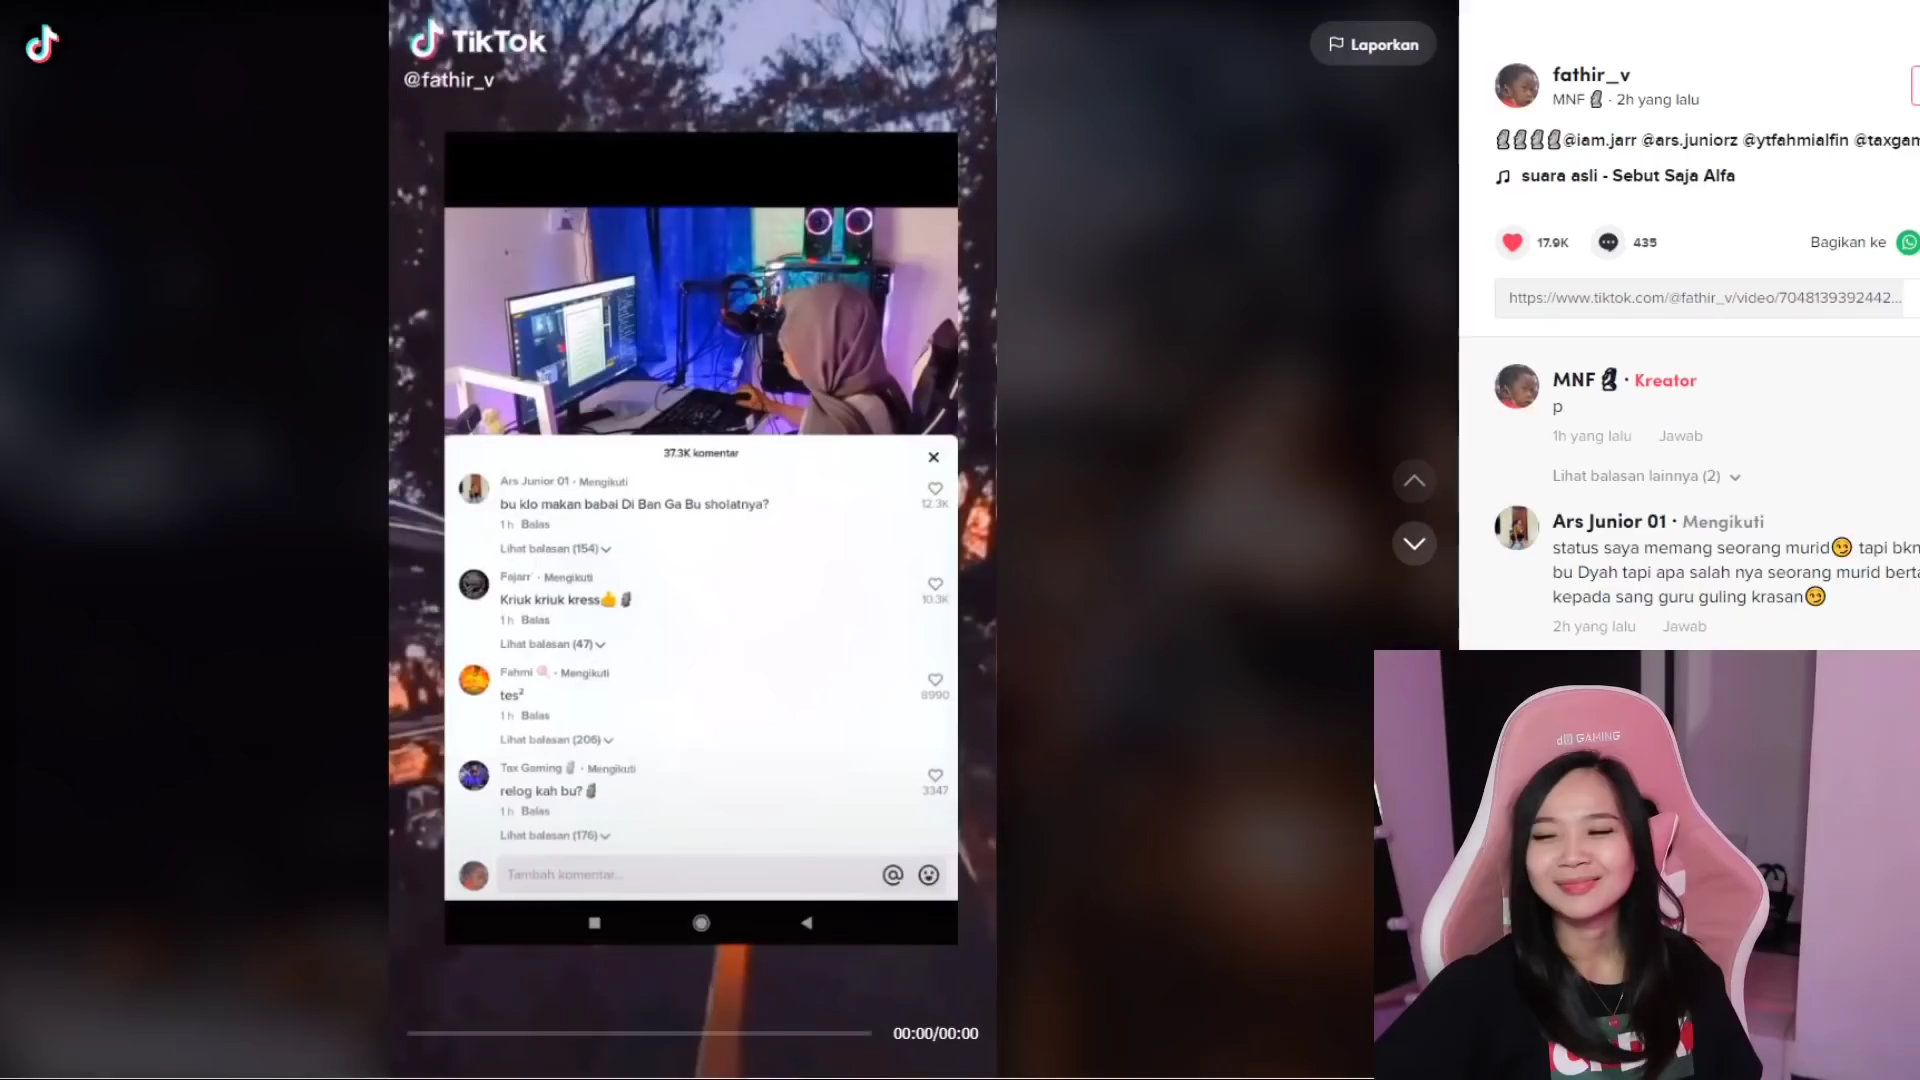 TikTok
@fathir_v
Laporkan
37.3K komentar
Ars Junior 01 · Mengikuti
bu klo makan babai Di Ban Ga Bu sholatnya?
12.3K
1 h Balas
Lihat balasan (154)
Fajarr · Mengikuti
Kriuk kriuk kress
10.3K
1 h Balas
Lihat balasan (47)
Fahmi · Mengikuti
tes²
8990
1 h Balas
Lihat balasan (206)
Tax Gaming · Mengikuti
relog kah bu?
3347
1 h Balas
Lihat balasan (176)
Tambah komentar...
00:00/00:00
fathir_v
MNF · 2h yang lalu
@iam.jarr @ars.juniorz @ytfahmialfin @taxgam
suara asli - Sebut Saja Alfa
17.9K
435
Bagikan ke
https://www.tiktok.com/@fathir_v/video/7048139392442...
MNF · Kreator
p
1h yang lalu Jawab
Lihat balasan lainnya (2)
Ars Junior 01 · Mengikuti
status saya memang seorang murid😏 tapi bkn
bu Dyah tapi apa salah nya seorang murid berta
kepada sang guru guling krasan😏
2h yang lalu Jawab
GAMING